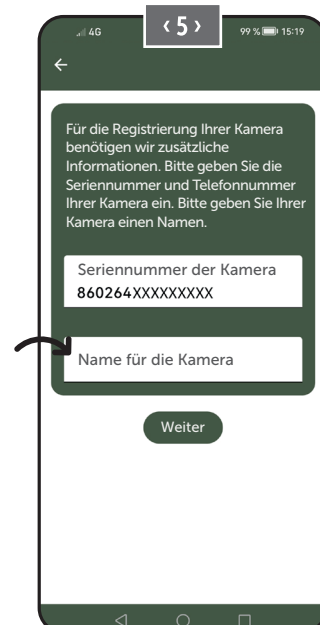 ‹ 5 ›
4G 99 % 15:19
Für die Registrierung Ihrer Kamera
benötigen wir zusätzliche
Informationen. Bitte geben Sie die
Seriennummer und Telefonnummer
Ihrer Kamera ein. Bitte geben Sie Ihrer
Kamera einen Namen.
Seriennummer der Kamera
860264XXXXXXXXX
Name für die Kamera
Weiter